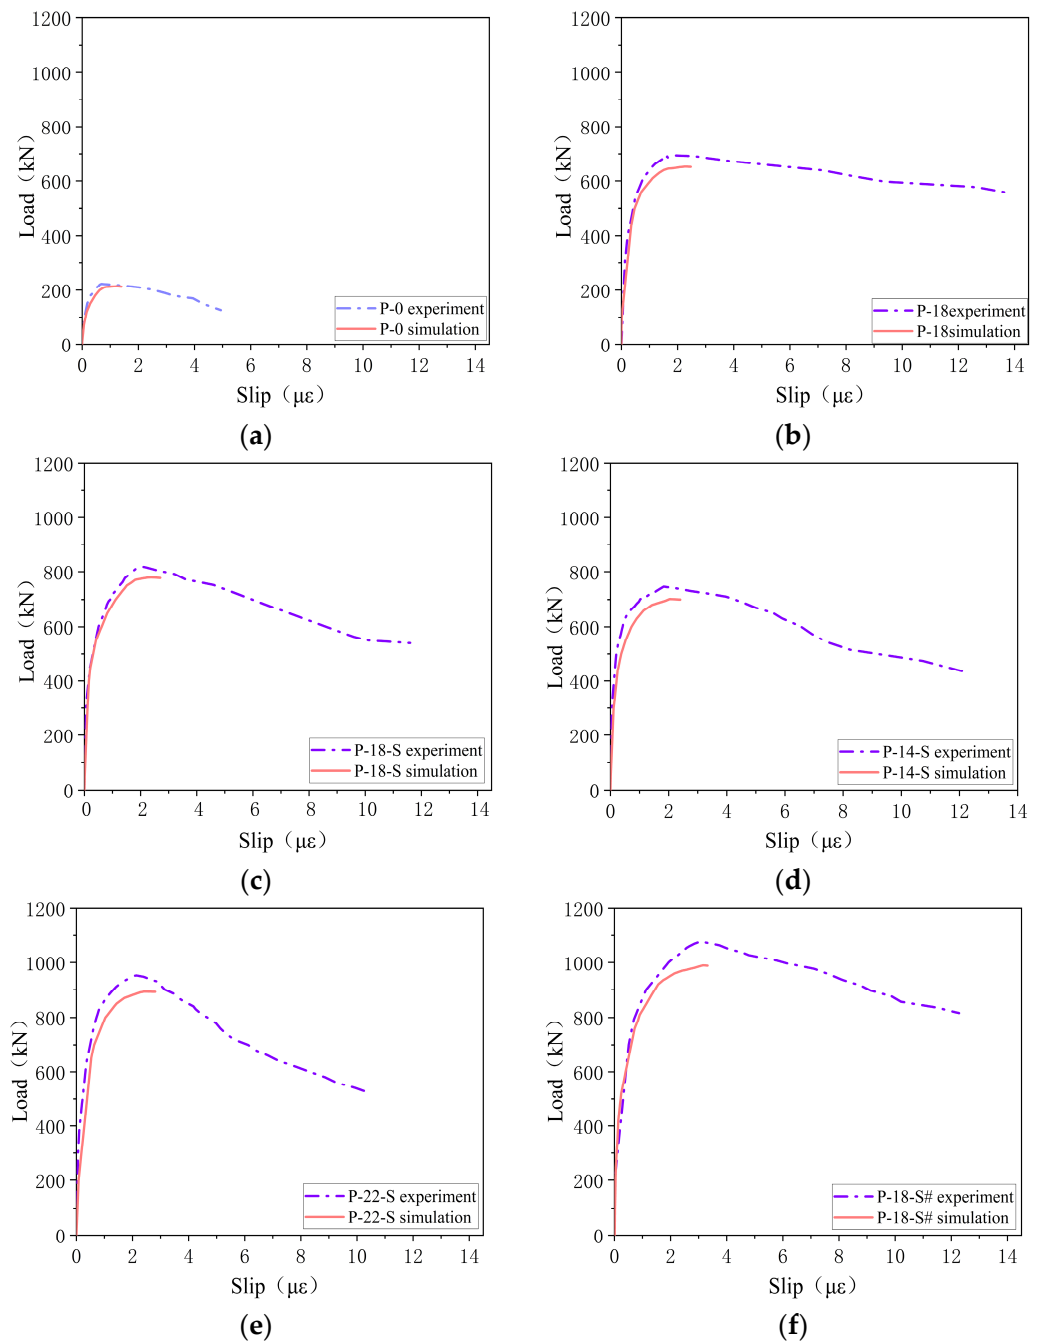 1200
1000
800
600
400
200
0
Load（kN）
0 2 4 6 8 10 12 14
Slip（με）
P-0 experiment
P-0 simulation
(a)
1200
1000
800
600
400
200
0
Load（kN）
0 2 4 6 8 10 12 14
Slip（με）
P-18experiment
P-18simulation
(b)
1200
1000
800
600
400
200
0
Load（kN）
0 2 4 6 8 10 12 14
Slip（με）
P-18-S experiment
P-18-S simulation
(c)
1200
1000
800
600
400
200
0
Load（kN）
0 2 4 6 8 10 12 14
Slip（με）
P-14-S experiment
P-14-S simulation
(d)
1200
1000
800
600
400
200
0
Load（kN）
0 2 4 6 8 10 12 14
Slip（με）
P-22-S experiment
P-22-S simulation
(e)
1200
1000
800
600
400
200
0
Load（kN）
0 2 4 6 8 10 12 14
Slip（με）
P-18-S# experiment
P-18-S# simulation
(f)